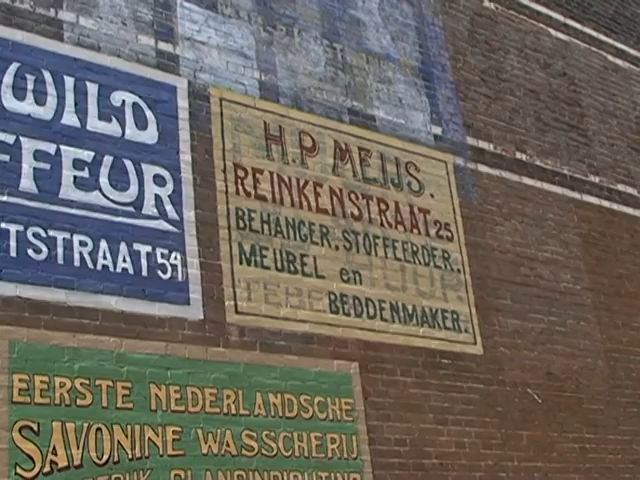 WILD
FFEUR
TSTRAAT 54
H.P MEIJS.
REINKENSTRAAT 25
BEHANGER. STOFFEERDER.
MEUBEL en
BEDDENMAKER.
EERSTE NEDERLANDSCHE
SAVONINE WASSCHERIJ